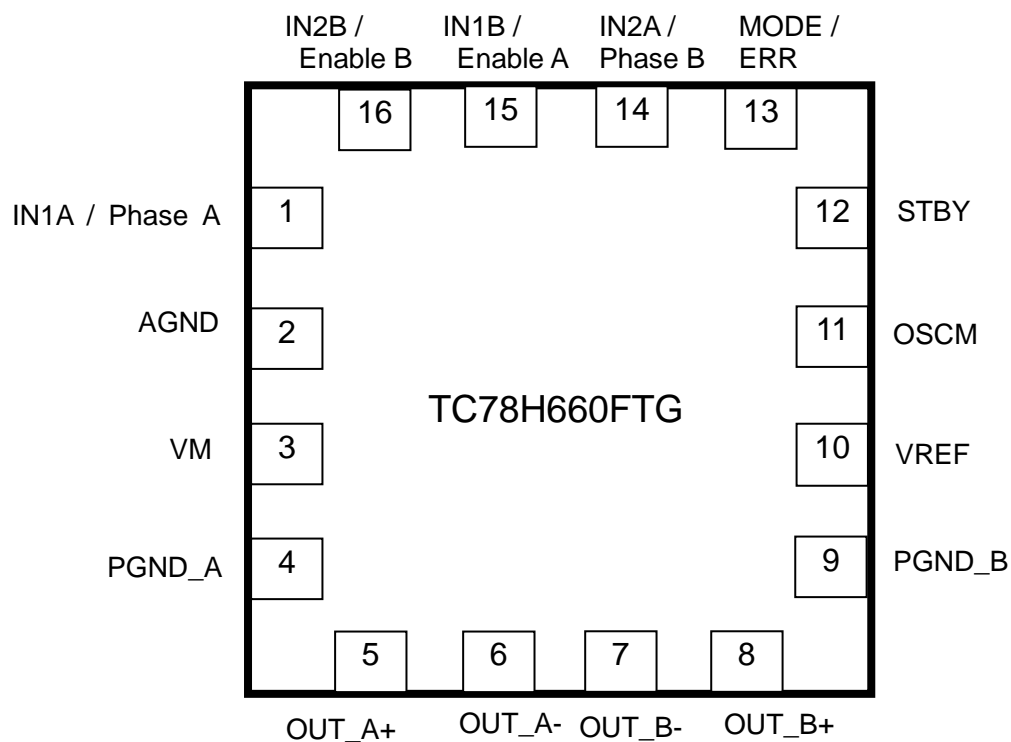 IN2B /
Enable B
IN1B /
Enable A
IN2A /
Phase B
MODE /
ERR
16
15
14
13
IN1A / Phase A
1
12
STBY
AGND
2
11
OSCM
TC78H660FTG
VM
3
10
VREF
PGND_A
4
9
PGND_B
5
6
7
8
OUT_A+
OUT_A-
OUT_B-
OUT_B+